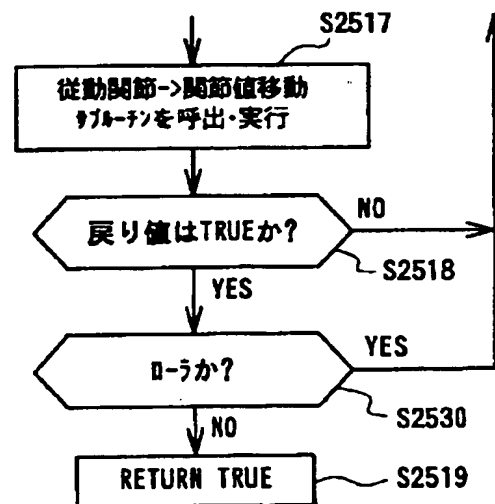 S2517
従動関節->関節値移動
ｻﾌﾞﾙｰﾁﾝを呼出・実行
戻り値はTRUEか?
NO
S2518
YES
ﾛｰﾗか?
YES
S2530
NO
RETURN TRUE
S2519